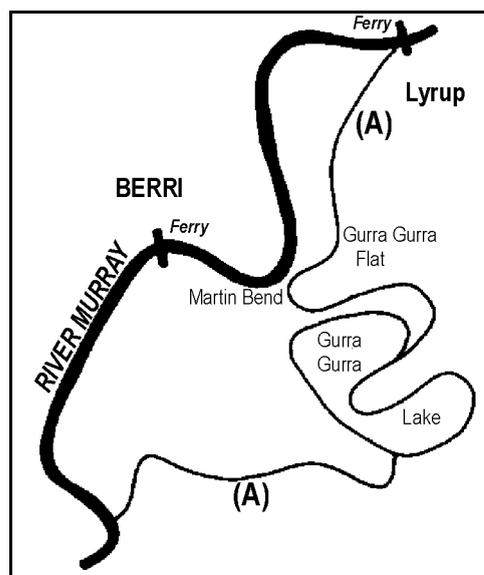 Ferry
Lyrup
(A)
BERRI
Ferry
Gurra Gurra
Flat
Martin Bend
RIVER MURRAY
Gurra
Gurra
Lake
(A)